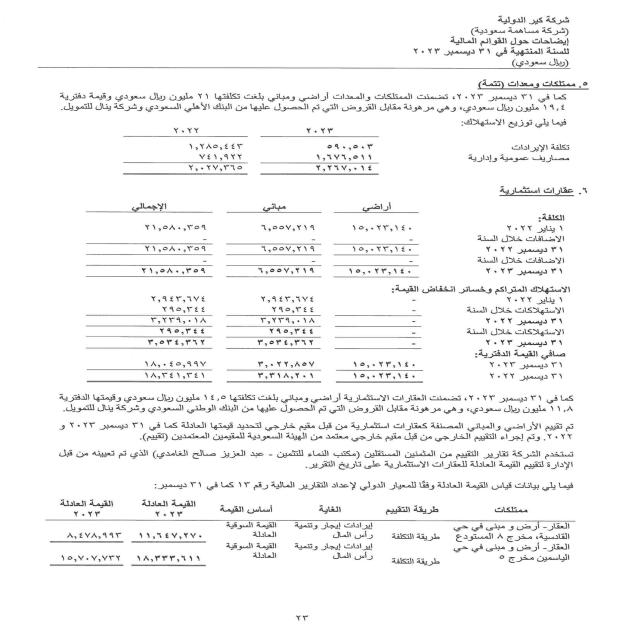 شركة كير الدولية
(شركة مساهمة سعودية)
إيضاحات حول القوائم المالية
للسنة المنتهية في ٣١ ديسمبر ٢٠٢٣
(ريال سعودي)
٥. ممتلكات ومعدات (تتمة)
كما في ٣١ ديسمبر ٢٠٢٣، تضمنت الممتلكات والمعدات أراضي ومباني بلغت تكلفتها ٢١ مليون ريال سعودي وقيمة دفترية
١٩,٤ مليون ريال سعودي، وهي مرهونة مقابل القروض التي تم الحصول عليها من البنك الأهلي السعودي وشركة ينال للتمويل.
فيما يلي توزيع الاستهلاك:
٢٠٢٣ ٢٠٢٢
تكلفة الإيرادات ٥٩٠,٥٠٣ ١,٢٨٥,٤٤٣
مصاريف عمومية وإدارية ١,٦٧٦,٥١١ ٧٤١,٩٢٢
٢,٢٦٧,٠١٤ ٢,٠٢٧,٣٦٥
٦. عقارات استثمارية
أراضي مباني الإجمالي
الكلفة:
١ يناير ٢٠٢٢ ١٥,٠٢٣,١٤٠ ٦,٥٥٧,٢١٩ ٢١,٥٨٠,٣٥٩
الاضافات خلال السنة - - -
٣١ ديسمبر ٢٠٢٢ ١٥,٠٢٣,١٤٠ ٦,٥٥٧,٢١٩ ٢١,٥٨٠,٣٥٩
الاضافات خلال السنة - - -
٣١ ديسمبر ٢٠٢٣ ١٥,٠٢٣,١٤٠ ٦,٥٥٧,٢١٩ ٢١,٥٨٠,٣٥٩
الاستهلاك المتراكم وخسائر انخفاض القيمة:
١ يناير ٢٠٢٢ - ٢,٩٤٣,٦٧٤ ٢,٩٤٣,٦٧٤
الاستهلاكات خلال السنة - ٢٩٥,٣٤٤ ٢٩٥,٣٤٤
٣١ ديسمبر ٢٠٢٢ - ٣,٢٣٩,٠١٨ ٣,٢٣٩,٠١٨
الاستهلاكات خلال السنة - ٢٩٥,٣٤٤ ٢٩٥,٣٤٤
٣١ ديسمبر ٢٠٢٣ - ٣,٥٣٤,٣٦٢ ٣,٥٣٤,٣٦٢
صافي القيمة الدفترية:
٣١ ديسمبر ٢٠٢٣ ١٥,٠٢٣,١٤٠ ٣,٠٢٢,٨٥٧ ١٨,٠٤٥,٩٩٧
٣١ ديسمبر ٢٠٢٢ ١٥,٠٢٣,١٤٠ ٣,٣١٨,٢٠١ ١٨,٣٤١,٣٤١
كما في ٣١ ديسمبر ٢٠٢٣، تضمنت العقارات الاستثمارية أراضي ومباني بلغت تكلفتها ١٤,٥ مليون ريال سعودي وقيمتها الدفترية
١١,٨ مليون ريال سعودي، وهي مرهونة مقابل القروض التي تم الحصول عليها من البنك الوطني السعودي وشركة ينال للتمويل.
تم تقييم الأراضي والمباني المصنفة كعقارات استثمارية من قبل مقيم خارجي لتحديد قيمتها العادلة كما في ٣١ ديسمبر ٢٠٢٣ و
٢٠٢٢. وتم إجراء التقييم الخارجي من قبل مقيم خارجي معتمد من الهيئة السعودية للمقيمين المعتمدين (تقييم).
تستخدم الشركة تقارير التقييم من المثمنين المستقلين (مكتب النماء للتثمين - عبد العزيز صالح الغامدي) الذي تم تعيينه من قبل
الإدارة لتقييم القيمة العادلة للعقارات الاستثمارية على تاريخ التقرير.
فيما يلي بيانات قياس القيمة العادلة وفقًا للمعيار الدولي لإعداد التقارير المالية رقم ١٣ كما في ٣١ ديسمبر:
ممتلكات طريقة التقييم الغاية أساس القيمة القيمة العادلة ٢٠٢٣ القيمة العادلة ٢٠٢٣
العقار- أرض و مبنى في حي إيرادات إيجار وتنمية القيمة السوقية
القادسية، مخرج ٨ المستودع طريقة التكلفة رأس المال العادلة ١١,٦٤٧,٢٧٠ ٨,٤٧٨,٩٩٣
العقار- أرض و مبنى في حي إيرادات إيجار وتنمية القيمة السوقية
الياسمين مخرج ٥ طريقة التكلفة رأس المال العادلة ١٨,٣٣٣,٦١١ ١٥,٧٠٧,٧٣٢
٢٣